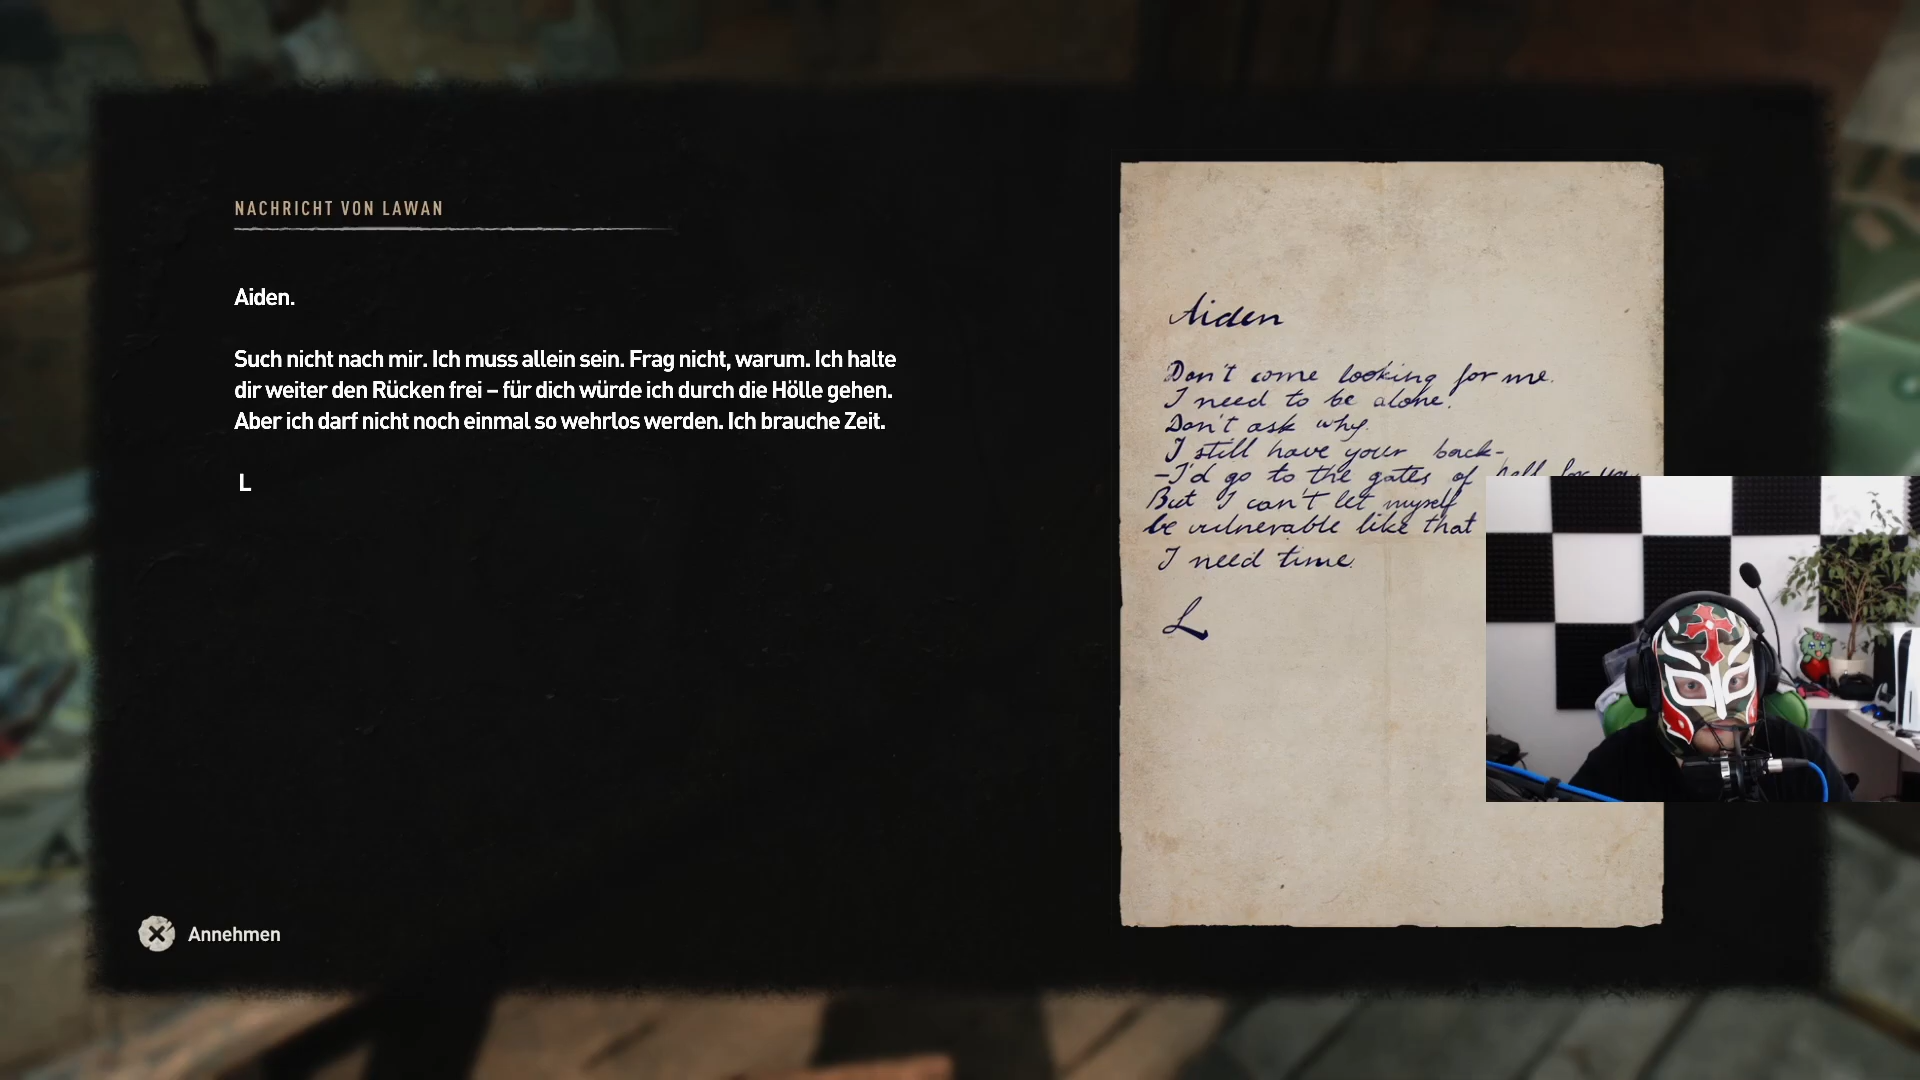 NACHRICHT VON LAWAN
Aiden.
Such nicht nach mir. Ich muss allein sein. Frag nicht, warum. Ich halte
dir weiter den Rücken frei – für dich würde ich durch die Hölle gehen.
Aber ich darf nicht noch einmal so wehrlos werden. Ich brauche Zeit.
L
Annehmen
Aiden
Don't come looking for me.
I need to be alone.
Don't ask why.
I still have your back-
-I'd go to the gates of hell for you
But I can't let myself
be vulnerable like that
I need time.
L